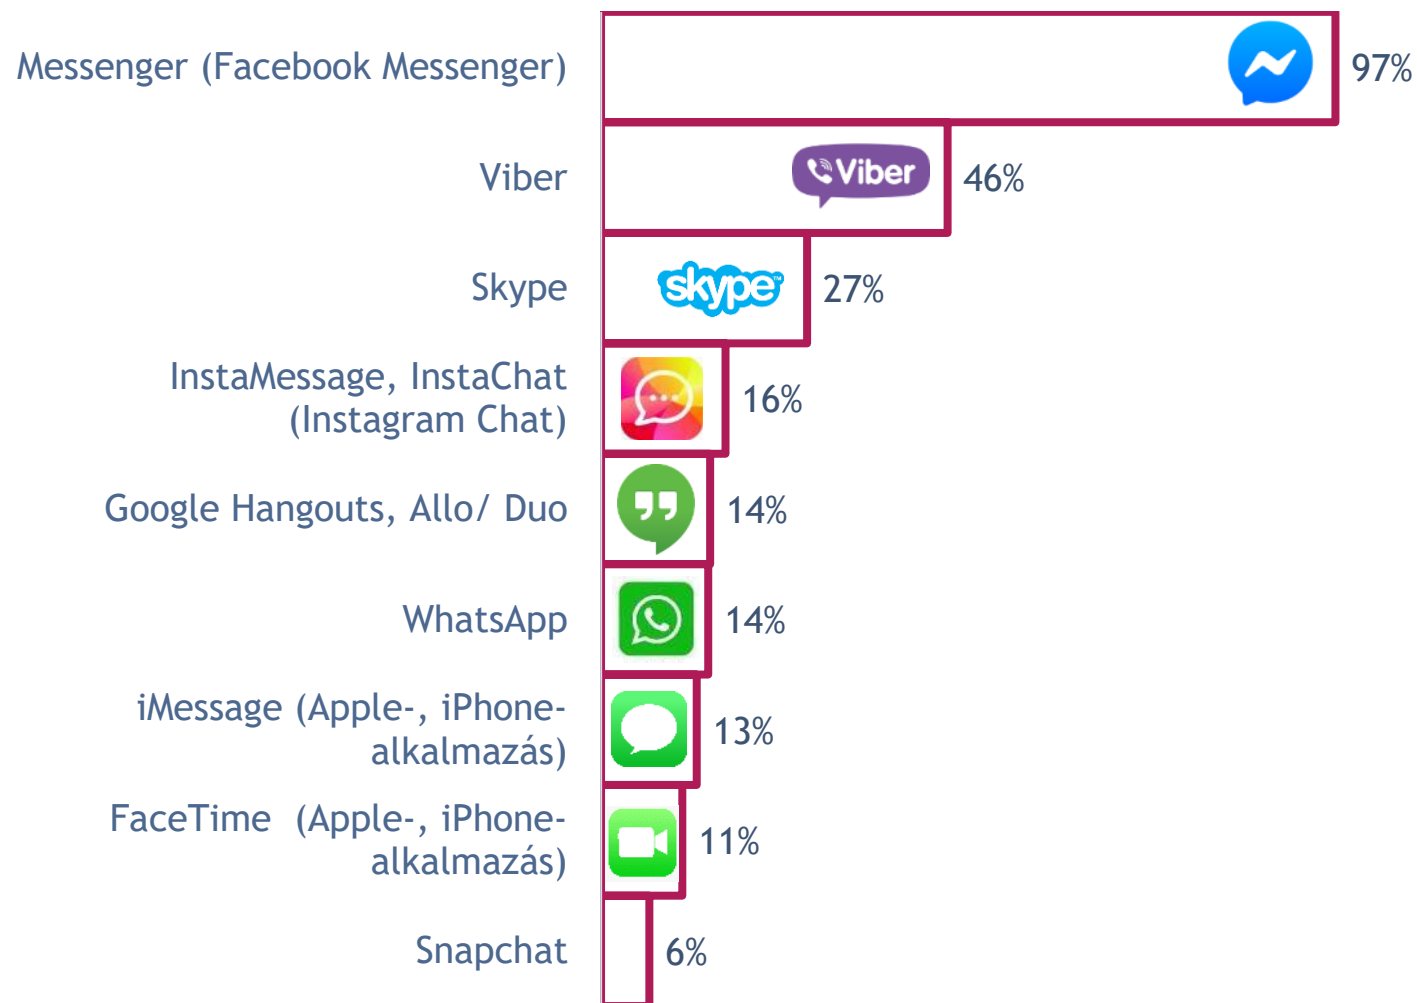 Messenger (Facebook Messenger)
97%
Viber
Viber
46%
Skype
skype™
27%
InstaMessage, InstaChat
(Instagram Chat)
16%
Google Hangouts, Allo/ Duo
14%
WhatsApp
14%
iMessage (Apple-, iPhone-
alkalmazás)
13%
FaceTime  (Apple-, iPhone-
alkalmazás)
11%
Snapchat
6%